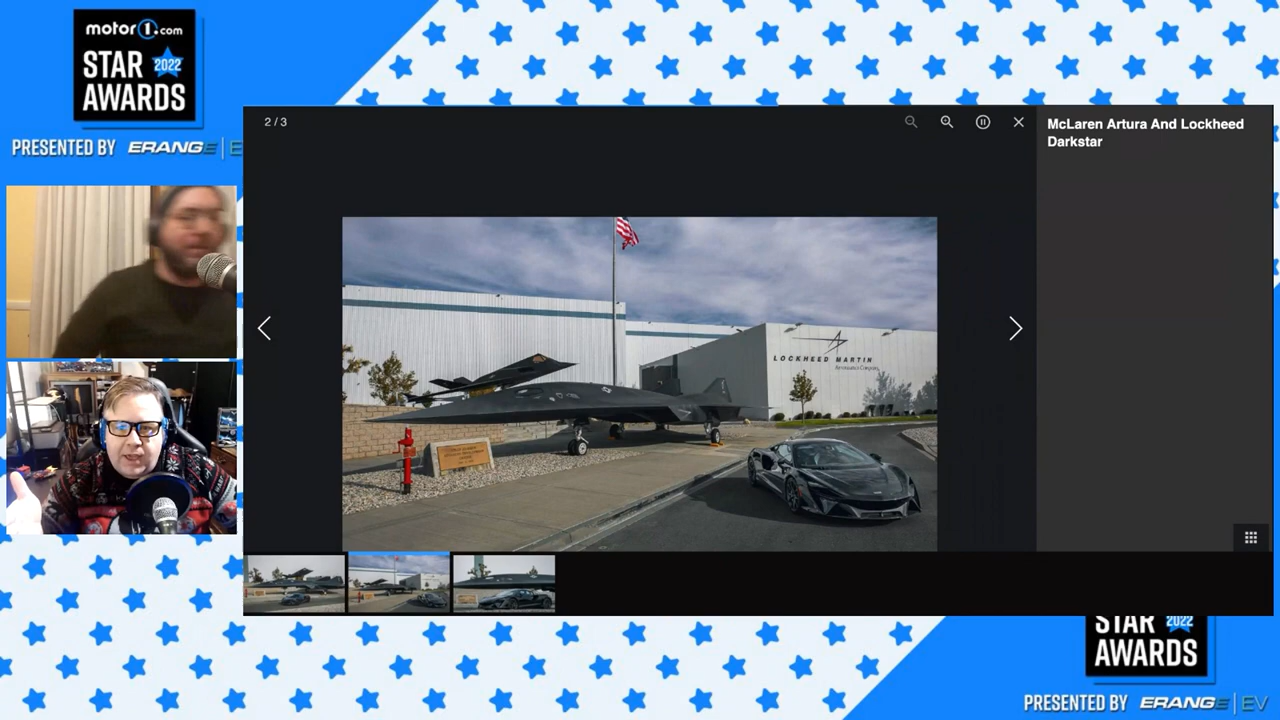 motor1.com
STAR 2022
AWARDS
PRESENTED BY ERANGE | E
2 / 3
McLaren Artura And Lockheed
Darkstar
LOCKHEED MARTIN
STAR 2022
AWARDS
PRESENTED BY ERANGE | EV